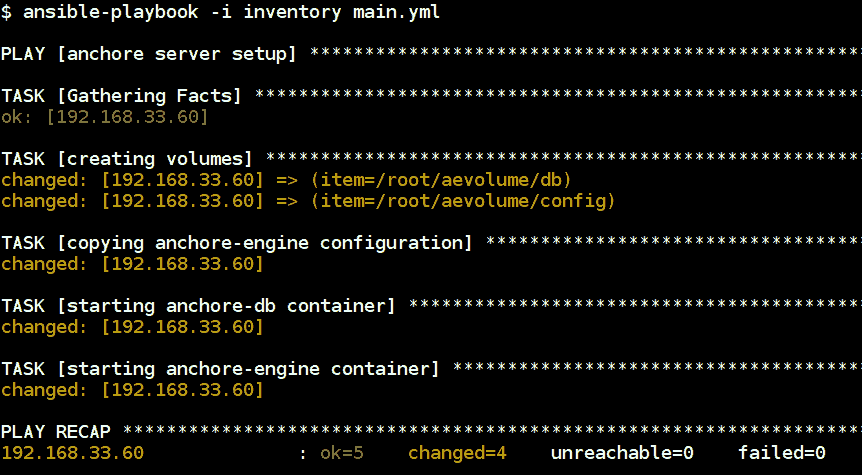 $ ansible-playbook -i inventory main.yml
PLAY [anchore server setup] **************************************************
TASK [Gathering Facts] *******************************************************
ok: [192.168.33.60]
TASK [creating volumes] ******************************************************
changed: [192.168.33.60] => (item=/root/aevolume/db)
changed: [192.168.33.60] => (item=/root/aevolume/config)
TASK [copying anchore-engine configuration] **********************************
changed: [192.168.33.60]
TASK [starting anchore-db container] *****************************************
changed: [192.168.33.60]
TASK [starting anchore-engine container] *************************************
changed: [192.168.33.60]
PLAY RECAP *******************************************************************
192.168.33.60              : ok=5    changed=4    unreachable=0    failed=0